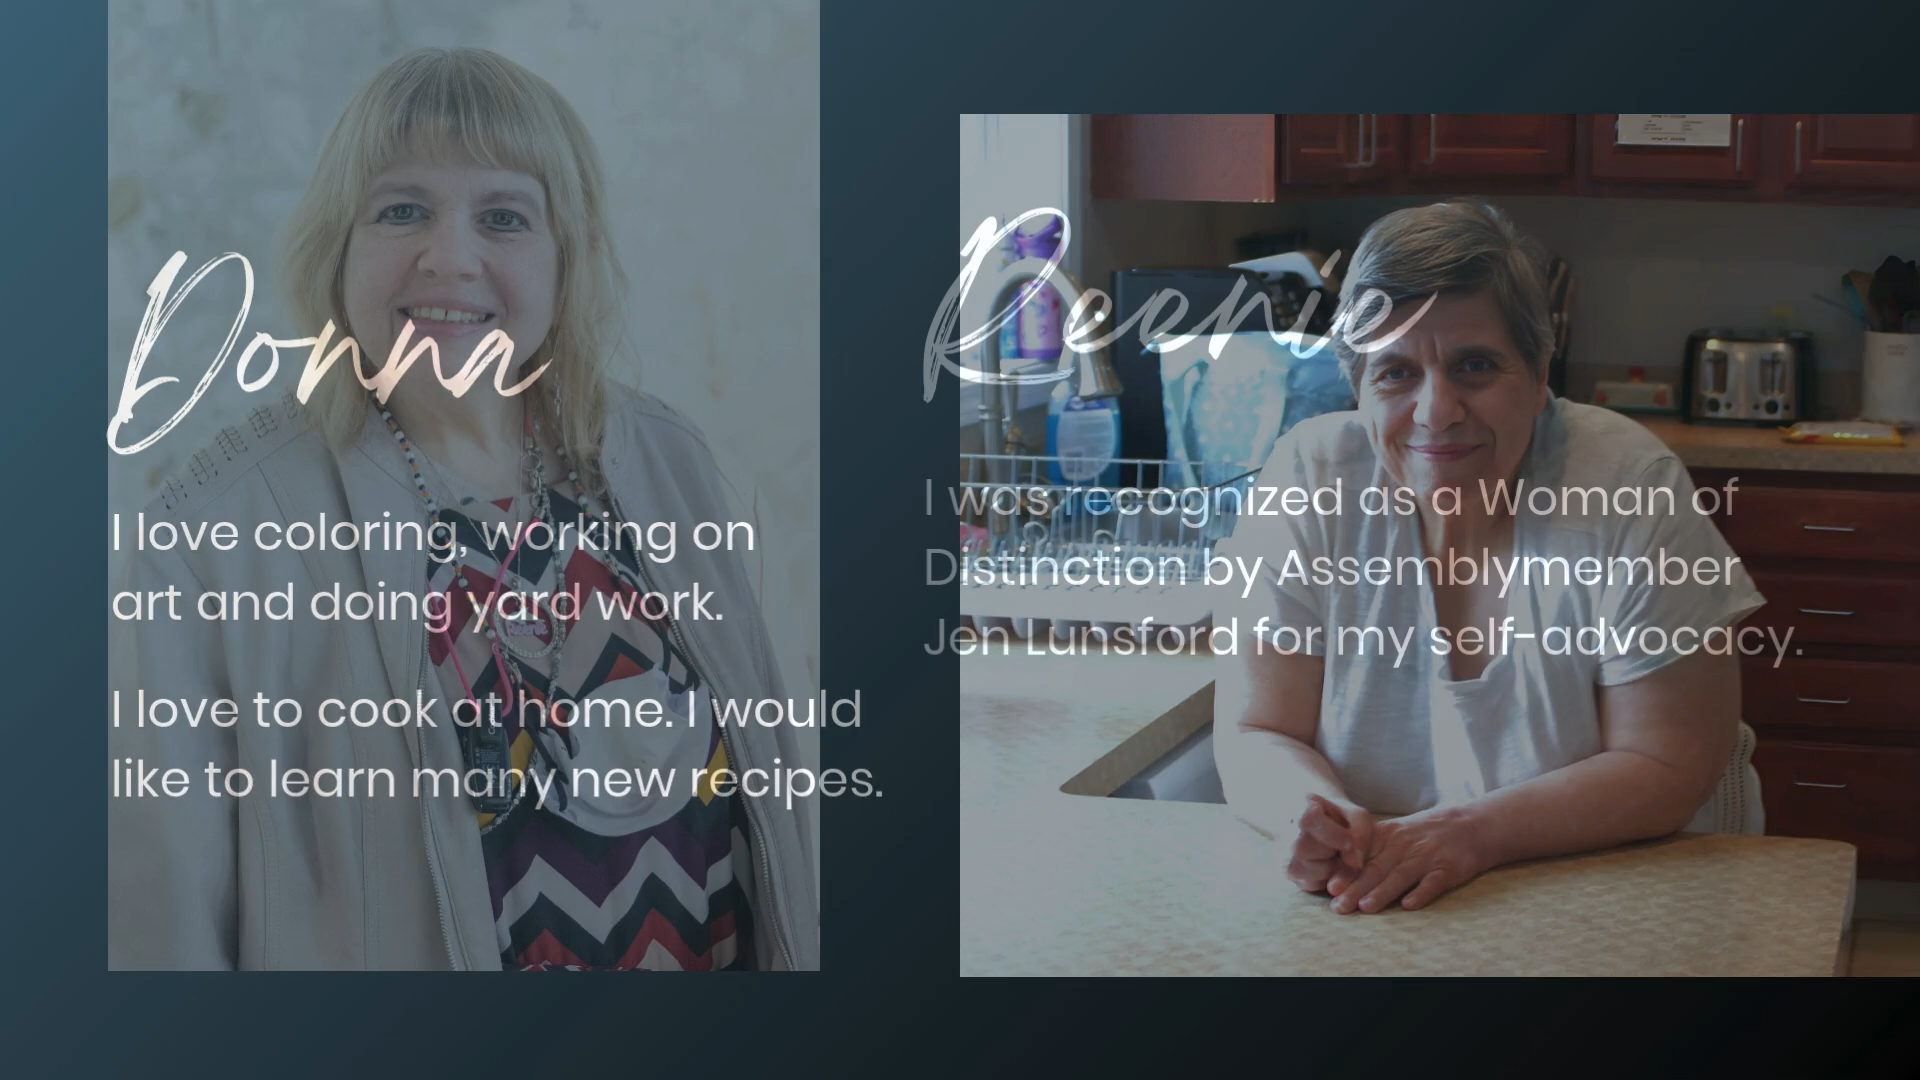 Donna
I love coloring, working on
art and doing yard work.
I love to cook at home. I would
like to learn many new recipes.
Reenie
I was recognized as a Woman of
Distinction by Assemblymember
Jen Lunsford for my self-advocacy.